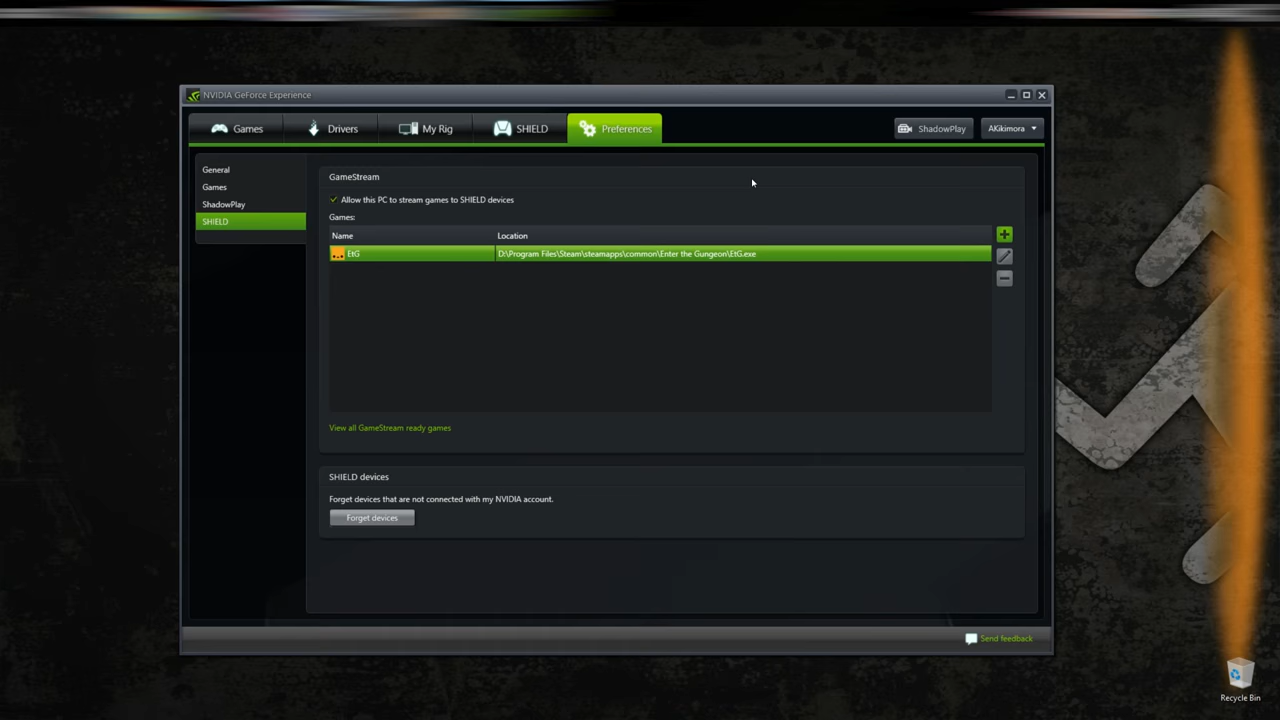 NVIDIA GeForce Experience
Games
Drivers
My Rig
SHIELD
Preferences
ShadowPlay
AKikimora
General
Games
ShadowPlay
SHIELD
GameStream
Allow this PC to stream games to SHIELD devices
Games:
Name Location
EtG D:\Program Files\Steam\steamapps\common\Enter the Gungeon\EtG.exe
View all GameStream ready games
SHIELD devices
Forget devices that are not connected with my NVIDIA account.
Forget devices
Send feedback
Recycle Bin